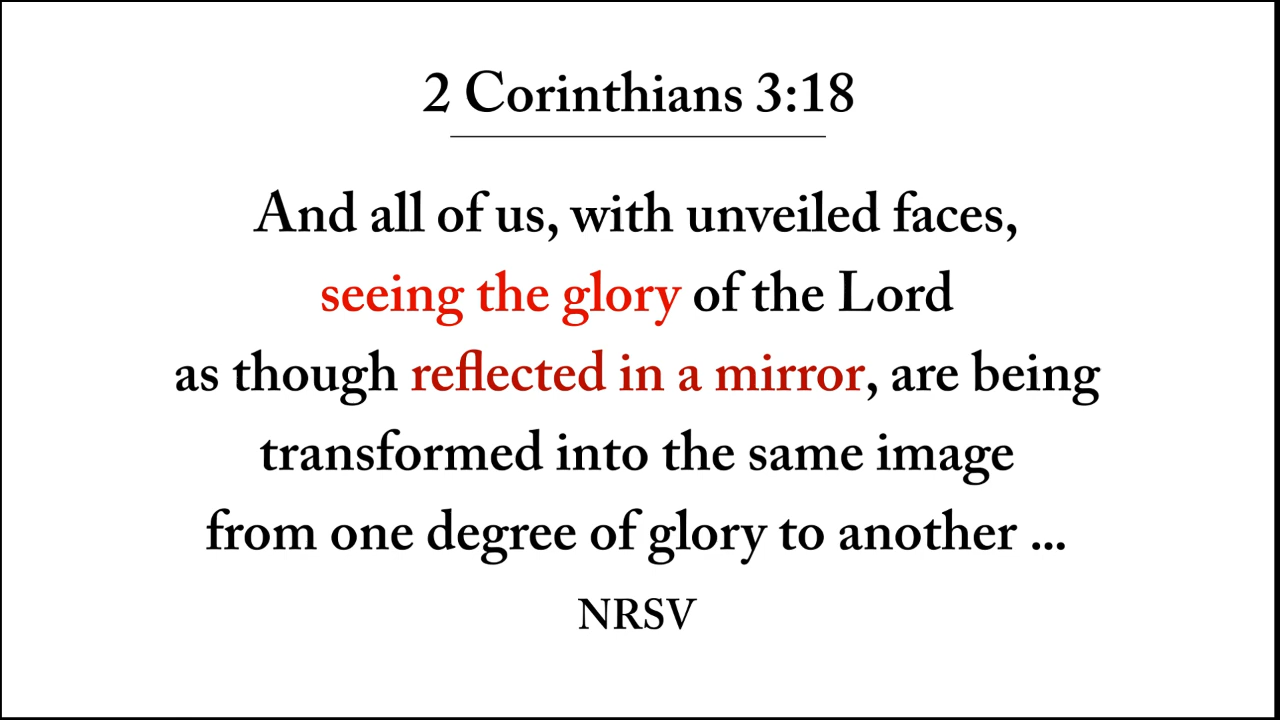 2 Corinthians 3:18
And all of us, with unveiled faces,
seeing the glory of the Lord
as though reflected in a mirror, are being
transformed into the same image
from one degree of glory to another ...
NRSV